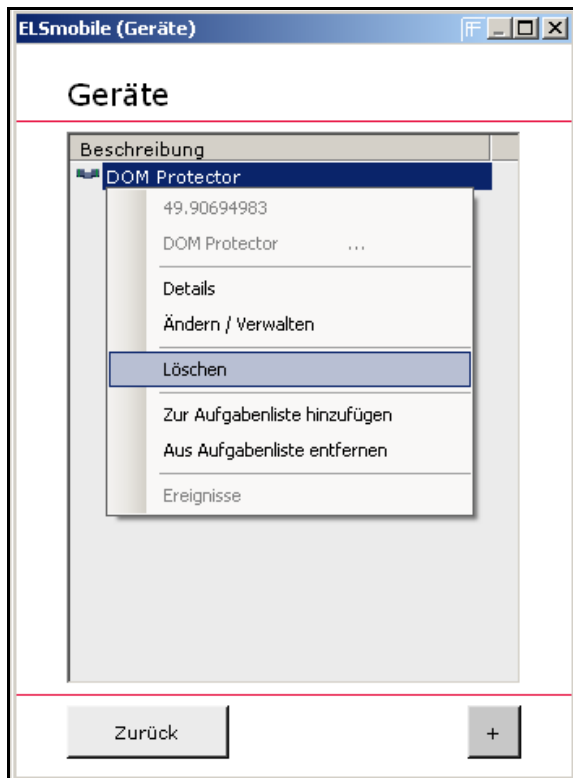 ELSmobile (Geräte)
Geräte
Beschreibung
DOM Protector
49.90694983
DOM Protector ...
Details
Ändern / Verwalten
Löschen
Zur Aufgabenliste hinzufügen
Aus Aufgabenliste entfernen
Ereignisse
Zurück +